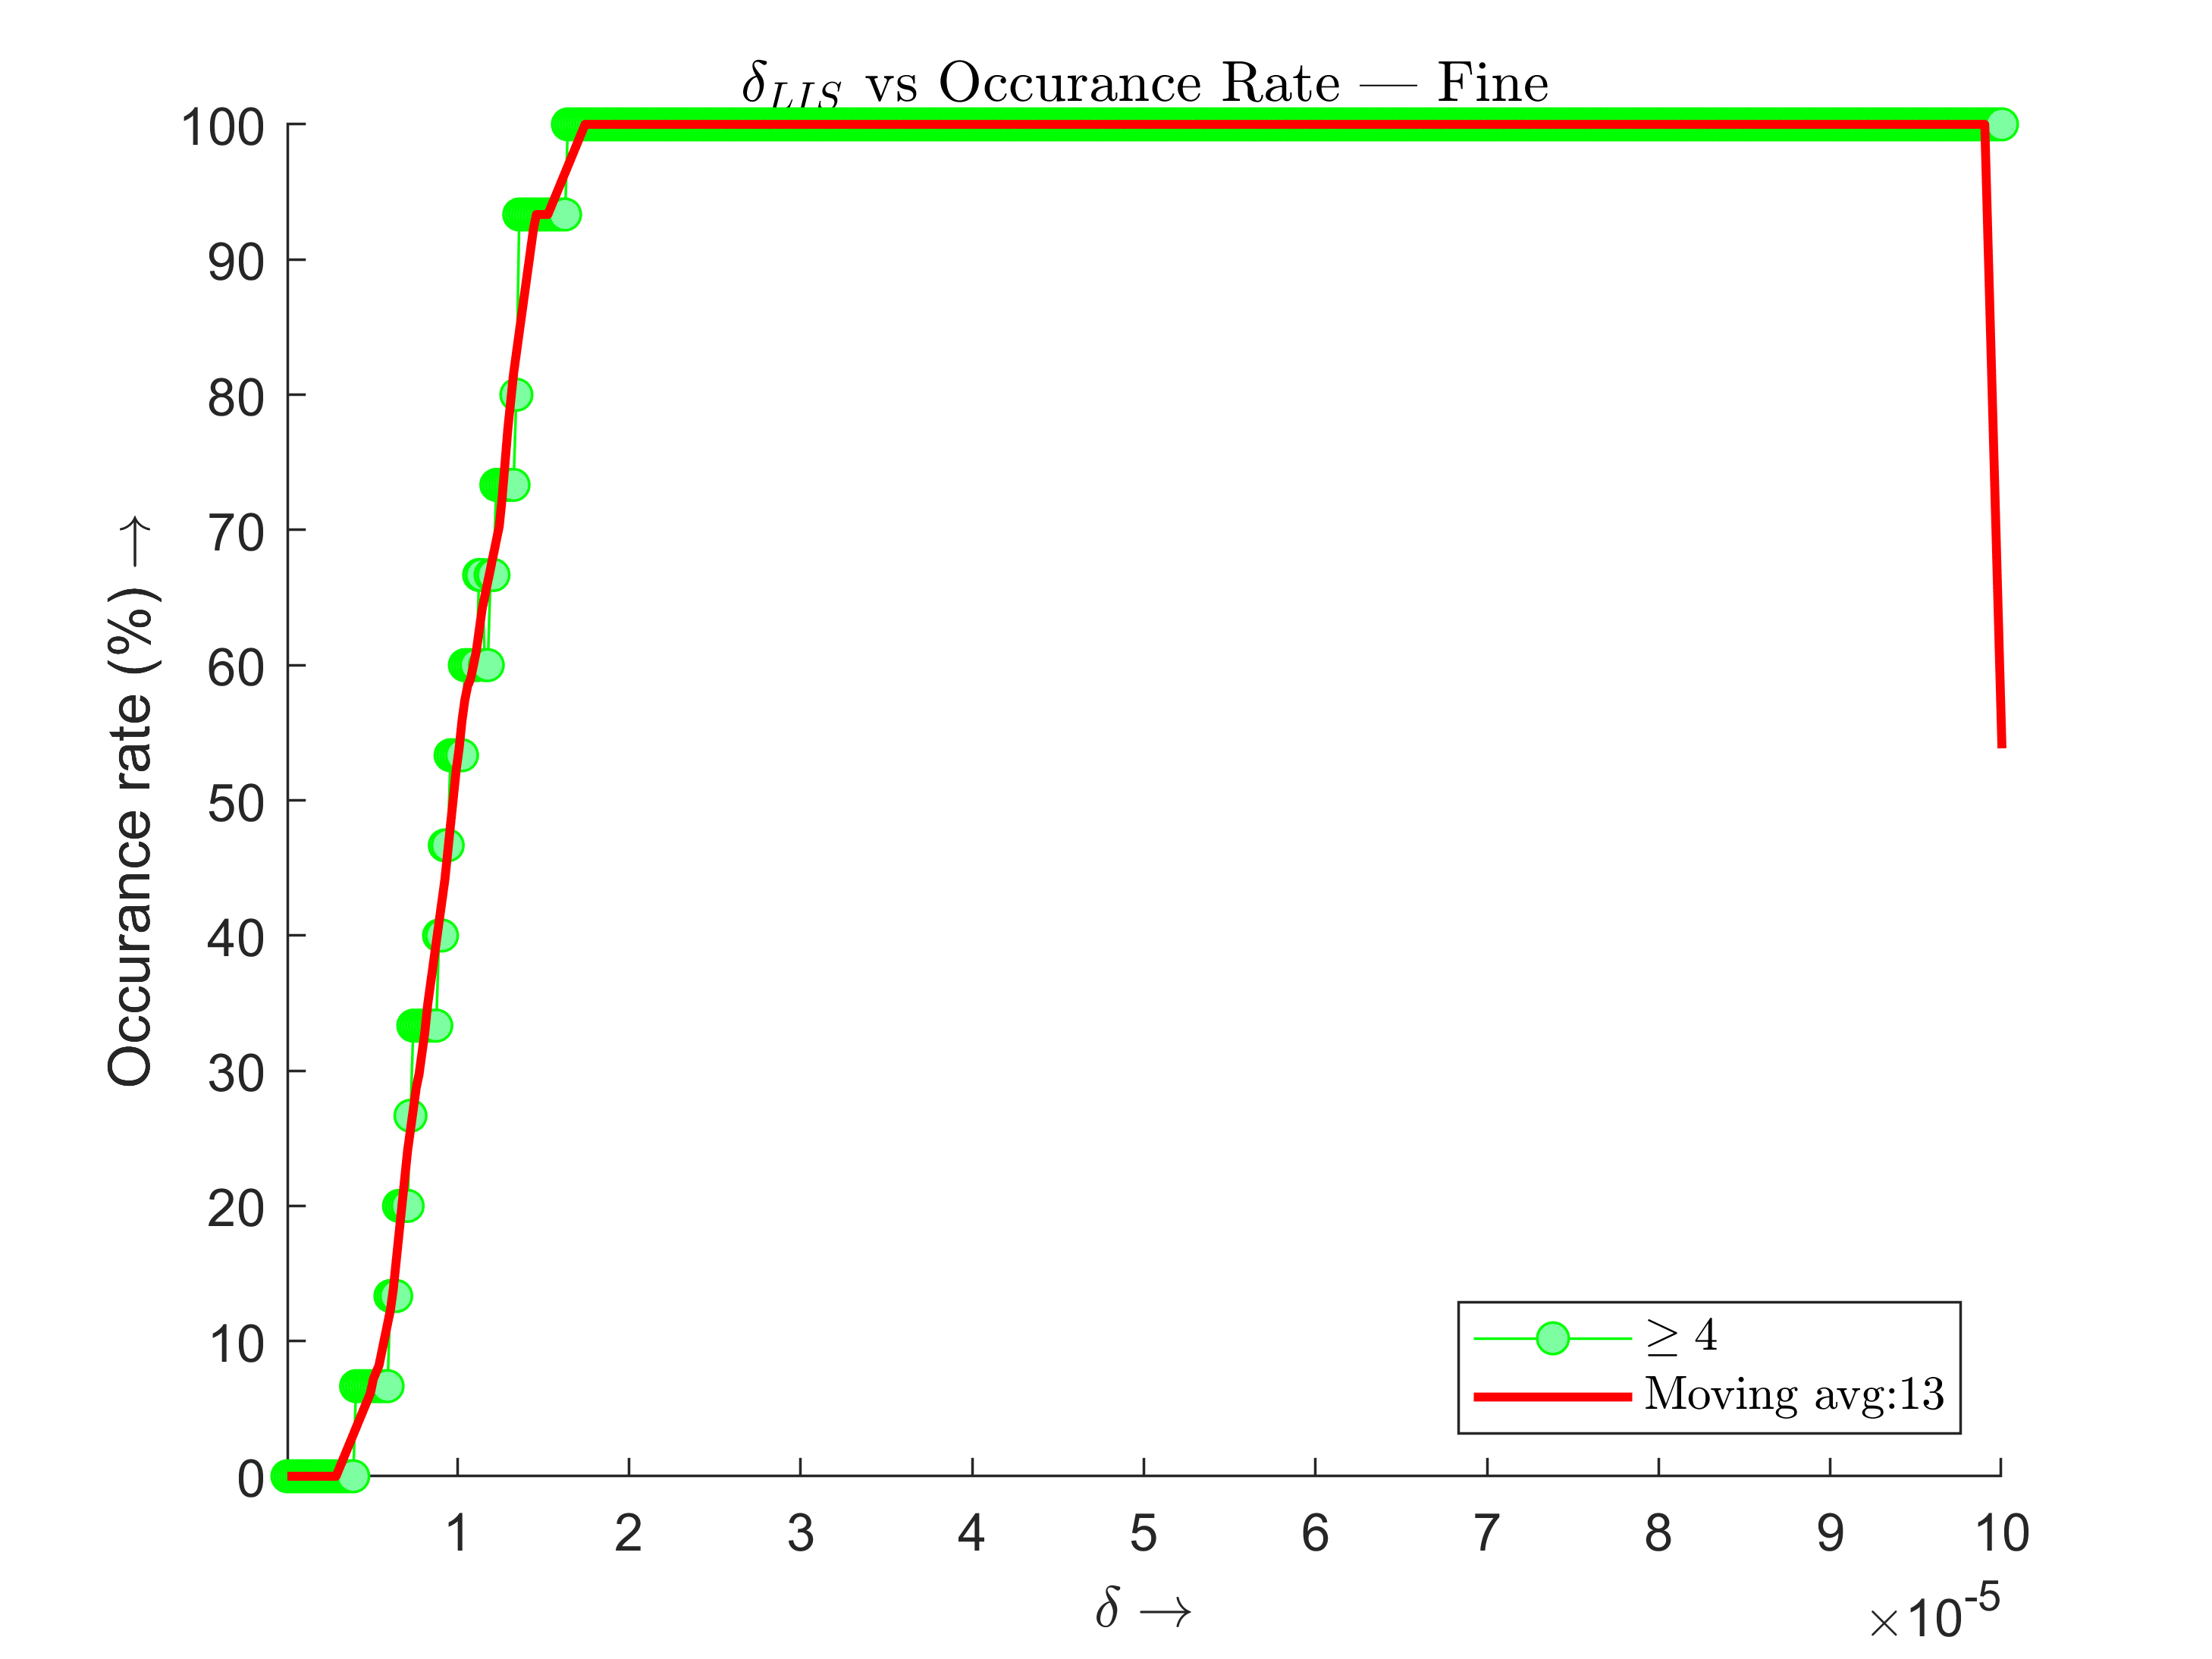 vs Occurance Rate — Fine
100
90
80
70
60
50
40
30
20
10
0
Occurance rate (%) →
1 2 3 4 5 6 7 8 9 10
δ →
×10⁻⁵
≥ 4
Moving avg:13